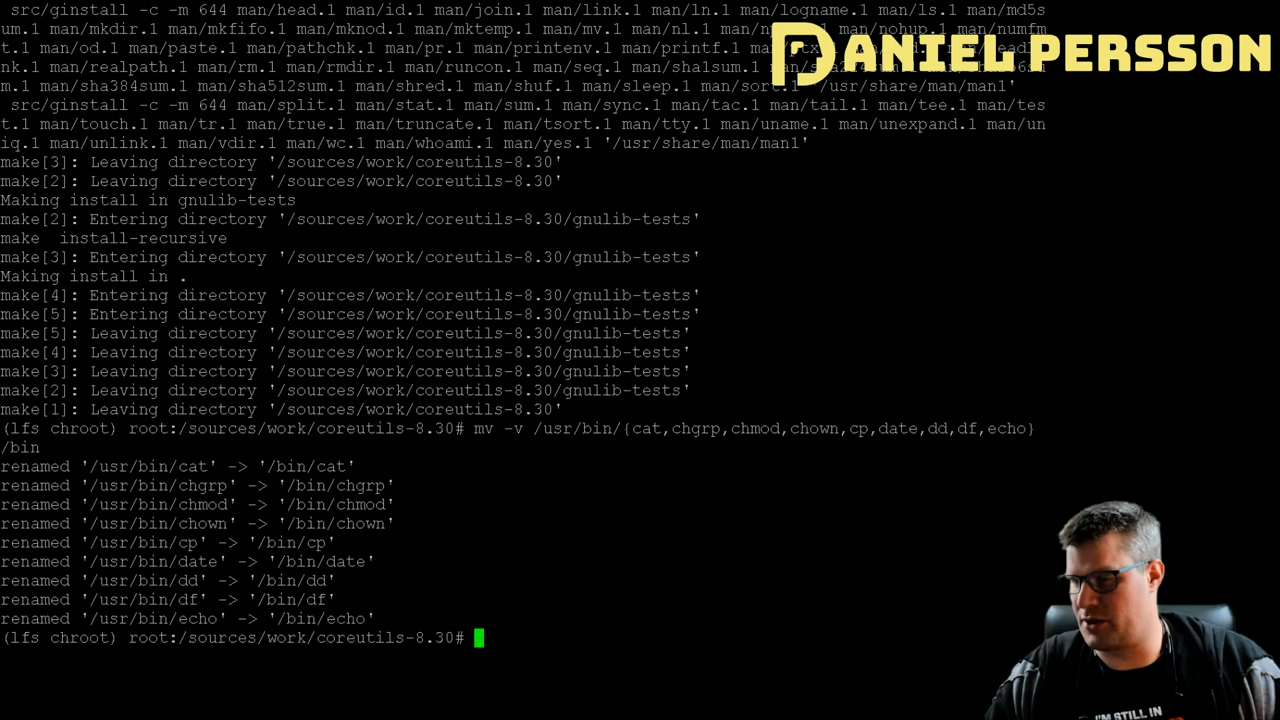 src/ginstall -c -m 644 man/head.1 man/id.1 man/join.1 man/link.1 man/ln.1 man/logname.1 man/ls.1 man/md5s
um.1 man/mkdir.1 man/mkfifo.1 man/mknod.1 man/mktemp.1 man/mv.1 man/nl.1 man/nohup.1 man/numfm
t.1 man/od.1 man/paste.1 man/pathchk.1 man/pr.1 man/printenv.1 man/printf.1
nk.1 man/realpath.1 man/rm.1 man/rmdir.1 man/runcon.1 man/seq.1 man/sha1sum.1
m.1 man/sha384sum.1 man/sha512sum.1 man/shred.1 man/shuf.1 man/sleep.1 man/sort.1 '/usr/share/man/man1'
DANIEL PERSSON
 src/ginstall -c -m 644 man/split.1 man/stat.1 man/sum.1 man/sync.1 man/tac.1 man/tail.1 man/tee.1 man/tes
t.1 man/touch.1 man/tr.1 man/true.1 man/truncate.1 man/tsort.1 man/tty.1 man/uname.1 man/unexpand.1 man/un
iq.1 man/unlink.1 man/vdir.1 man/wc.1 man/whoami.1 man/yes.1 '/usr/share/man/man1'
make[3]: Leaving directory '/sources/work/coreutils-8.30'
make[2]: Leaving directory '/sources/work/coreutils-8.30'
Making install in gnulib-tests
make[2]: Entering directory '/sources/work/coreutils-8.30/gnulib-tests'
make  install-recursive
make[3]: Entering directory '/sources/work/coreutils-8.30/gnulib-tests'
Making install in .
make[4]: Entering directory '/sources/work/coreutils-8.30/gnulib-tests'
make[5]: Entering directory '/sources/work/coreutils-8.30/gnulib-tests'
make[5]: Leaving directory '/sources/work/coreutils-8.30/gnulib-tests'
make[4]: Leaving directory '/sources/work/coreutils-8.30/gnulib-tests'
make[3]: Leaving directory '/sources/work/coreutils-8.30/gnulib-tests'
make[2]: Leaving directory '/sources/work/coreutils-8.30/gnulib-tests'
make[1]: Leaving directory '/sources/work/coreutils-8.30'
(lfs chroot) root:/sources/work/coreutils-8.30# mv -v /usr/bin/{cat,chgrp,chmod,chown,cp,date,dd,df,echo}
/bin
renamed '/usr/bin/cat' -> '/bin/cat'
renamed '/usr/bin/chgrp' -> '/bin/chgrp'
renamed '/usr/bin/chmod' -> '/bin/chmod'
renamed '/usr/bin/chown' -> '/bin/chown'
renamed '/usr/bin/cp' -> '/bin/cp'
renamed '/usr/bin/date' -> '/bin/date'
renamed '/usr/bin/dd' -> '/bin/dd'
renamed '/usr/bin/df' -> '/bin/df'
renamed '/usr/bin/echo' -> '/bin/echo'
(lfs chroot) root:/sources/work/coreutils-8.30#
I'M STILL IN